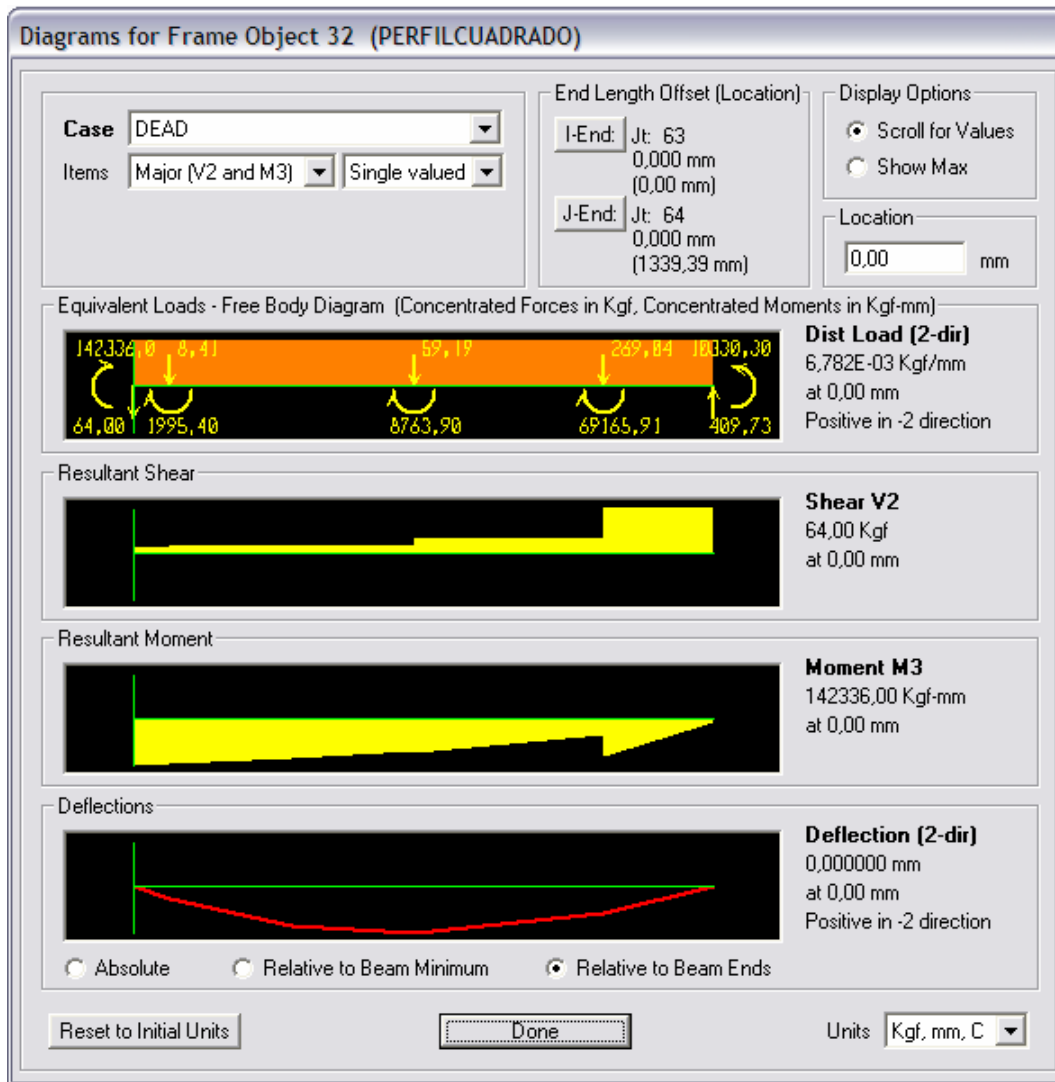 Diagrams for Frame Object 32 (PERFILCUADRADO)
Case DEAD
Items Major (V2 and M3) Single valued
End Length Offset (Location)
I-End: Jt: 63
0,000 mm
(0,00 mm)
J-End: Jt: 64
0,000 mm
(1339,39 mm)
Display Options
Scroll for Values
Show Max
Location
0,00 mm
Equivalent Loads - Free Body Diagram (Concentrated Forces in Kgf, Concentrated Moments in Kgf-mm)
142336,0 8,41 59,19 269,04 10330,30
64,00 1995,40 8763,90 69165,91 409,73
Dist Load (2-dir)
6,782E-03 Kgf/mm
at 0,00 mm
Positive in -2 direction
Resultant Shear
Shear V2
64,00 Kgf
at 0,00 mm
Resultant Moment
Moment M3
142336,00 Kgf-mm
at 0,00 mm
Deflections
Deflection (2-dir)
0,000000 mm
at 0,00 mm
Positive in -2 direction
Absolute Relative to Beam Minimum Relative to Beam Ends
Reset to Initial Units Done Units Kgf, mm, C